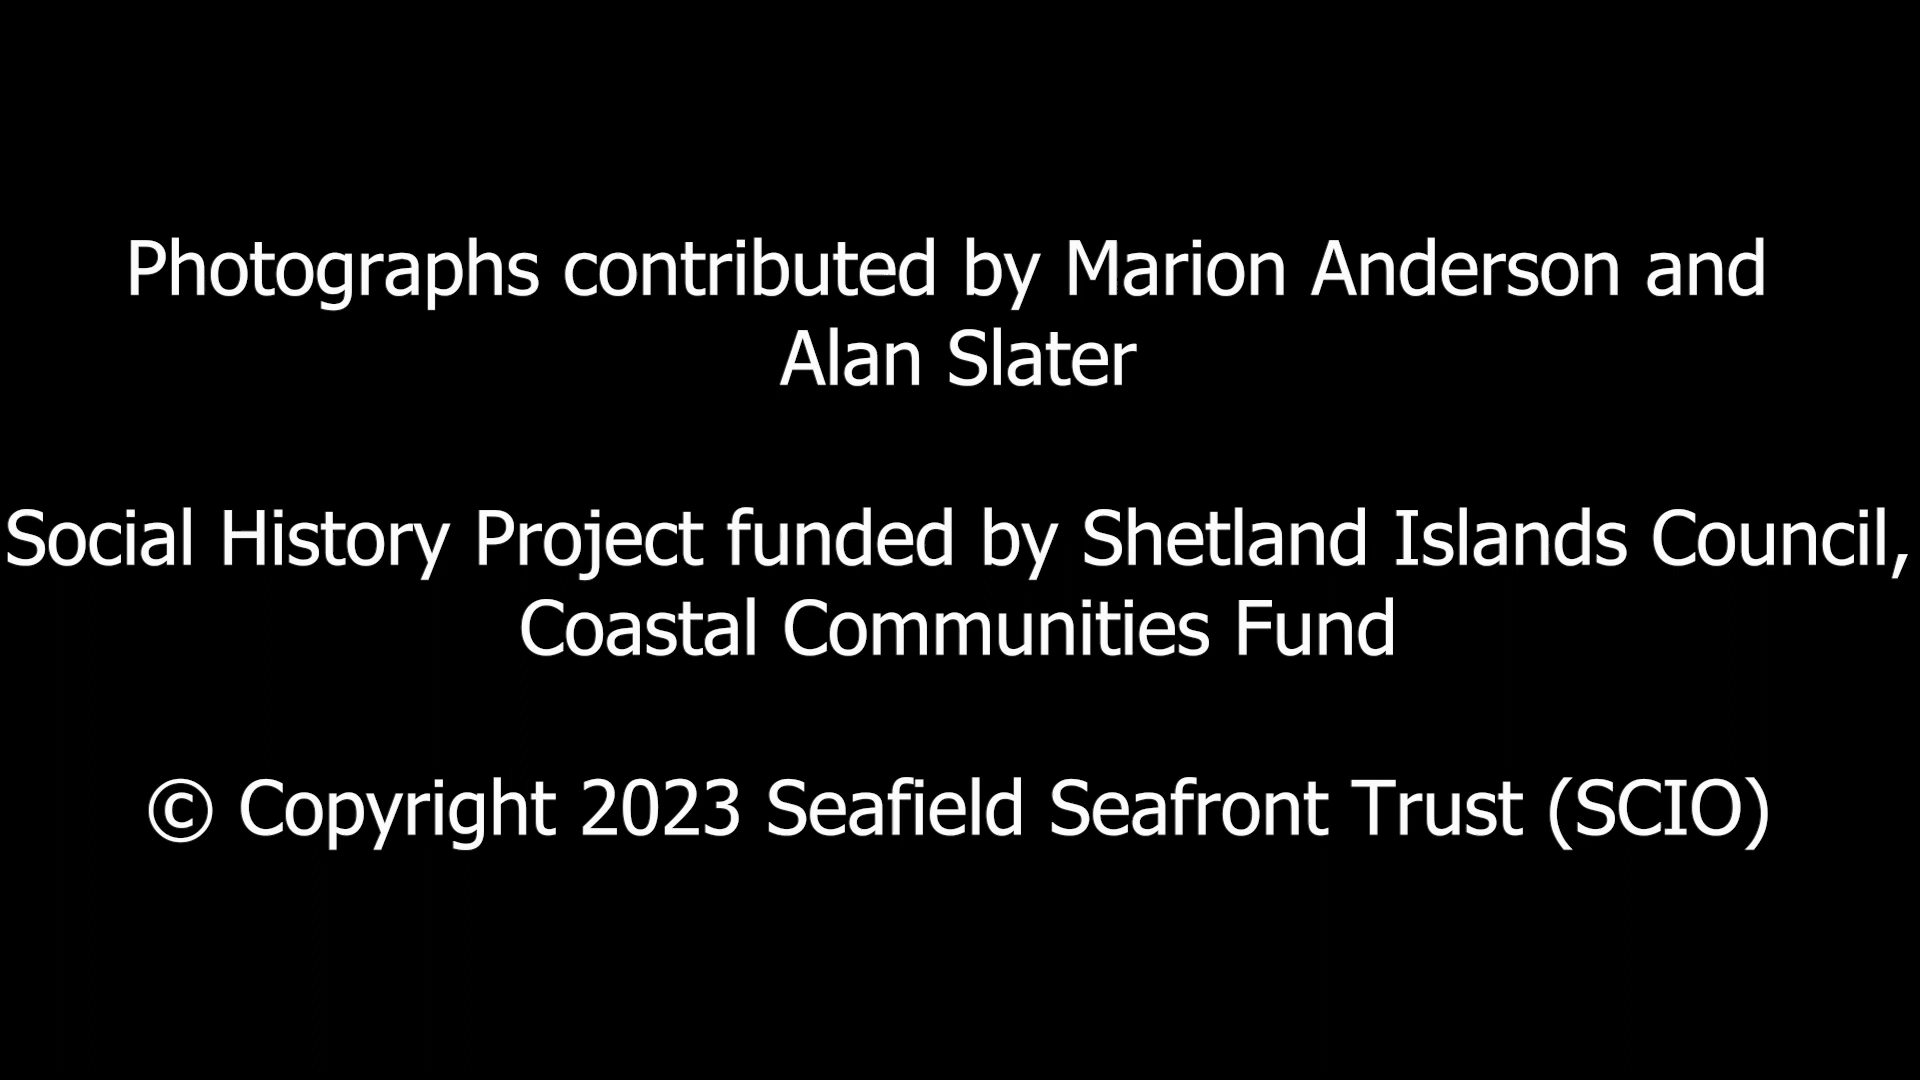 Photographs contributed by Marion Anderson and
Alan Slater
Social History Project funded by Shetland Islands Council,
Coastal Communities Fund
© Copyright 2023 Seafield Seafront Trust (SCIO)